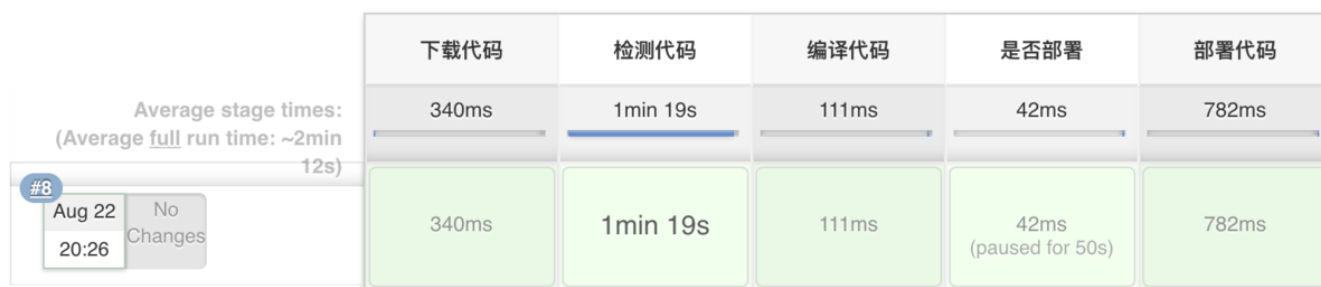 下载代码 检测代码 编译代码 是否部署 部署代码
Average stage times: 340ms 1min 19s 111ms 42ms 782ms
(Average full run time: ~2min
12s)
#8
Aug 22 No
Changes
20:26
340ms 1min 19s 111ms 42ms 782ms
(paused for 50s)